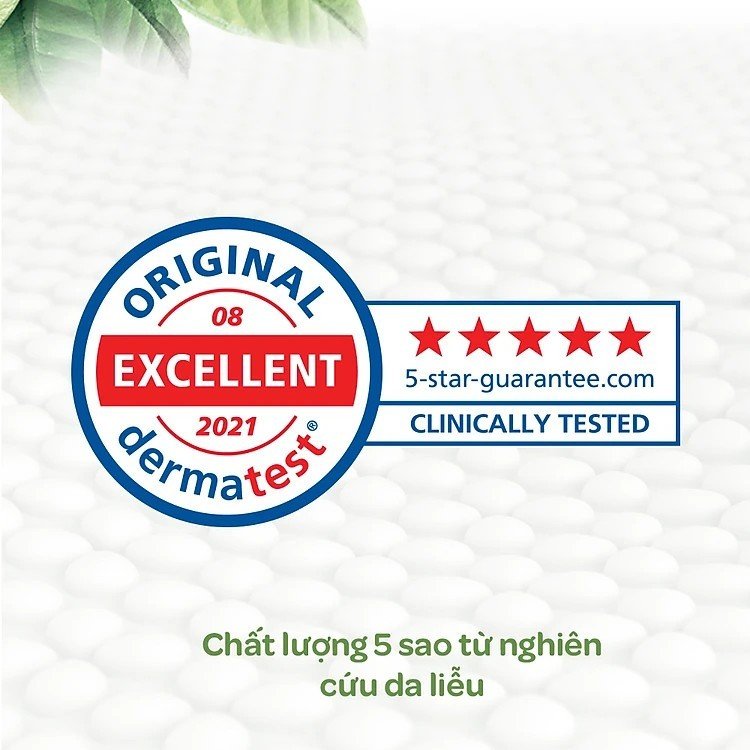 ORIGINAL
08
EXCELLENT
2021
dermatest®
5-star-guarantee.com
CLINICALLY TESTED
Chất lượng 5 sao từ nghiên
cứu da liễu